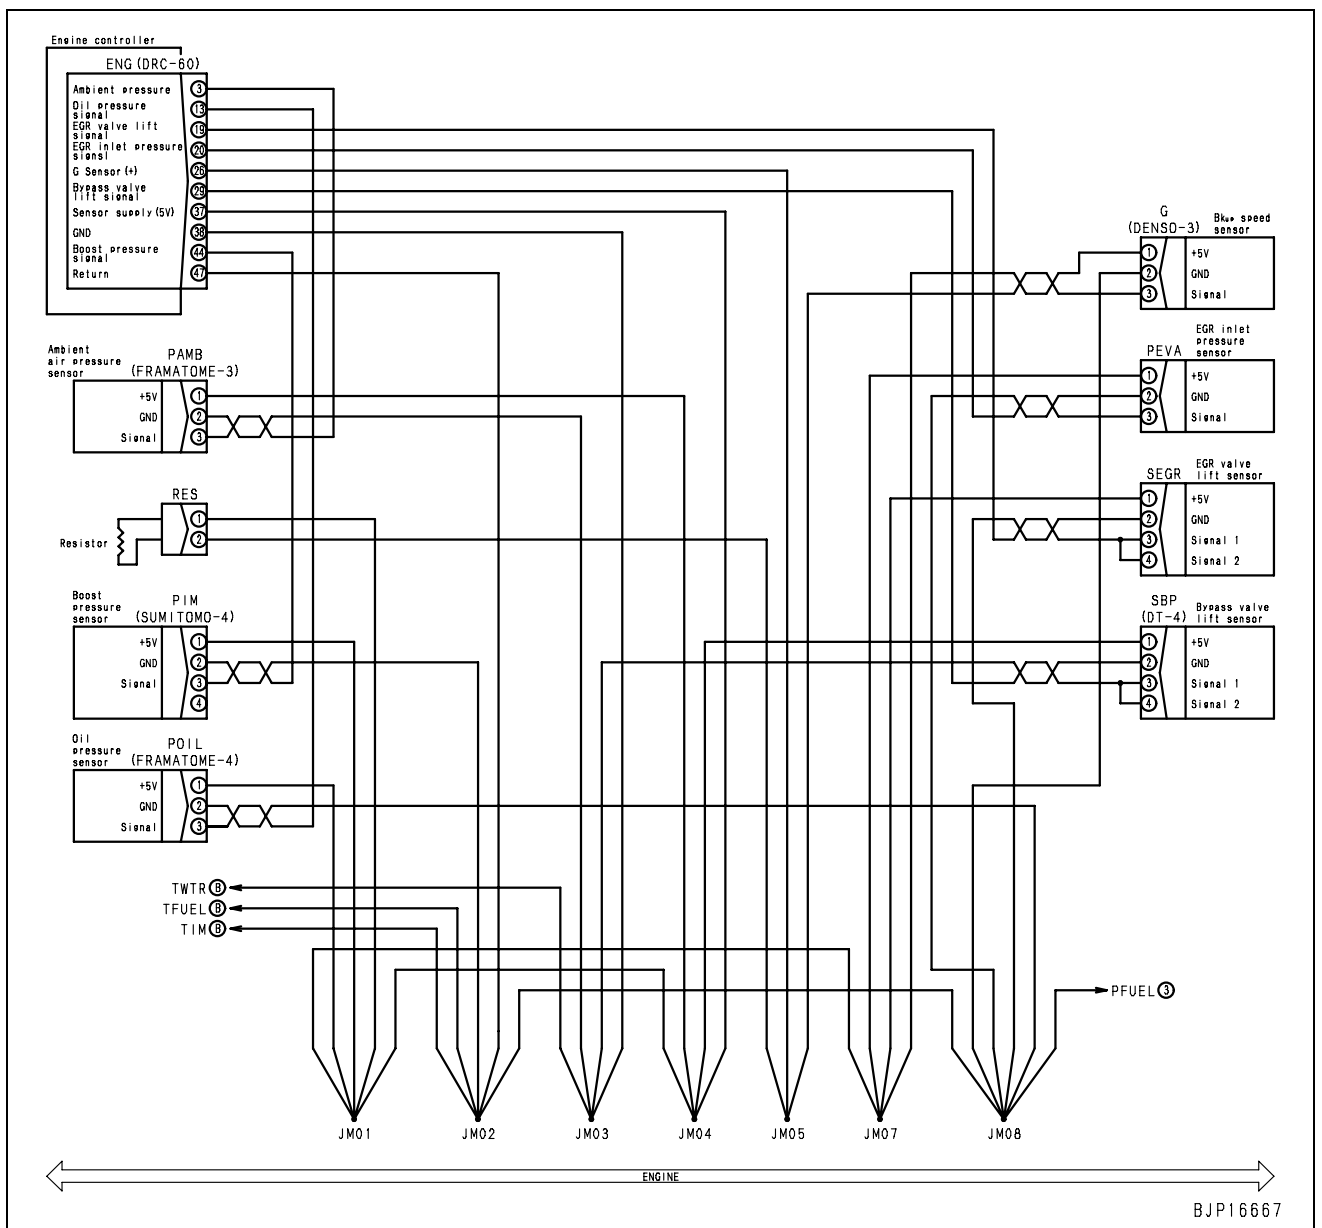 Engine controller
ENG (DRC-60)
Ambient pressure 3
Oil pressure
signal 13
EGR valve lift
signal 19
EGR inlet pressure
signsl 20
G Sensor (+) 26
Bypass valve
lift signal 29
Sensor supply (5V) 37
GND 38
Boost pressure
signal 44
Return 47
Ambient
air pressure
sensor
PAMB
(FRAMATOME-3)
+5V 1
GND 2
Signal 3
RES
1
2
Resistor
Boost
pressure
sensor
PIM
(SUMITOMO-4)
+5V 1
GND 2
Signal 3
4
Oil
pressure
sensor
POIL
(FRAMATOME-4)
+5V 1
GND 2
Signal 3
TWTR B
TFUEL B
TIM B
G
(DENSO-3)
Bkup speed
sensor
1 +5V
2 GND
3 Signal
EGR inlet
pressure
sensor
PEVA
1 +5V
2 GND
3 Signal
EGR valve
lift sensor
SEGR
1 +5V
2 GND
3 Signal 1
4 Signal 2
SBP
(DT-4)
Bypass valve
lift sensor
1 +5V
2 GND
3 Signal 1
4 Signal 2
PFUEL 3
JM01 JM02 JM03 JM04 JM05 JM07 JM08
ENGINE
BJP16667